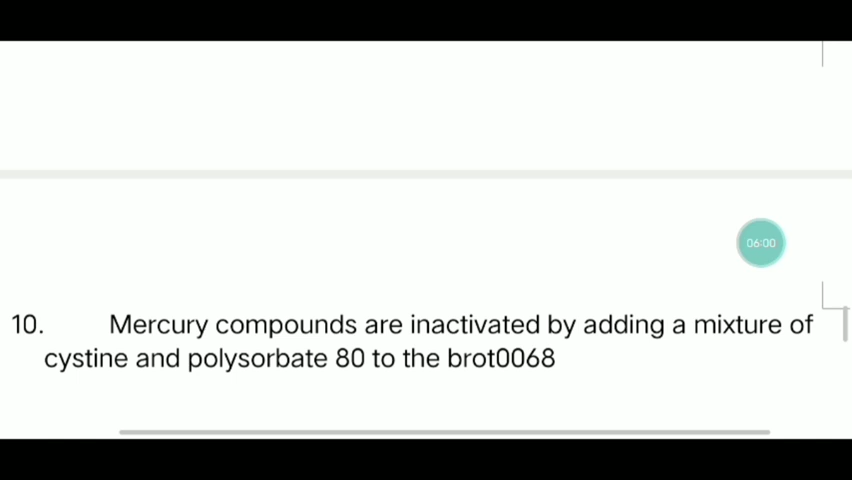 06:00
10. Mercury compounds are inactivated by adding a mixture of
cystine and polysorbate 80 to the brot0068